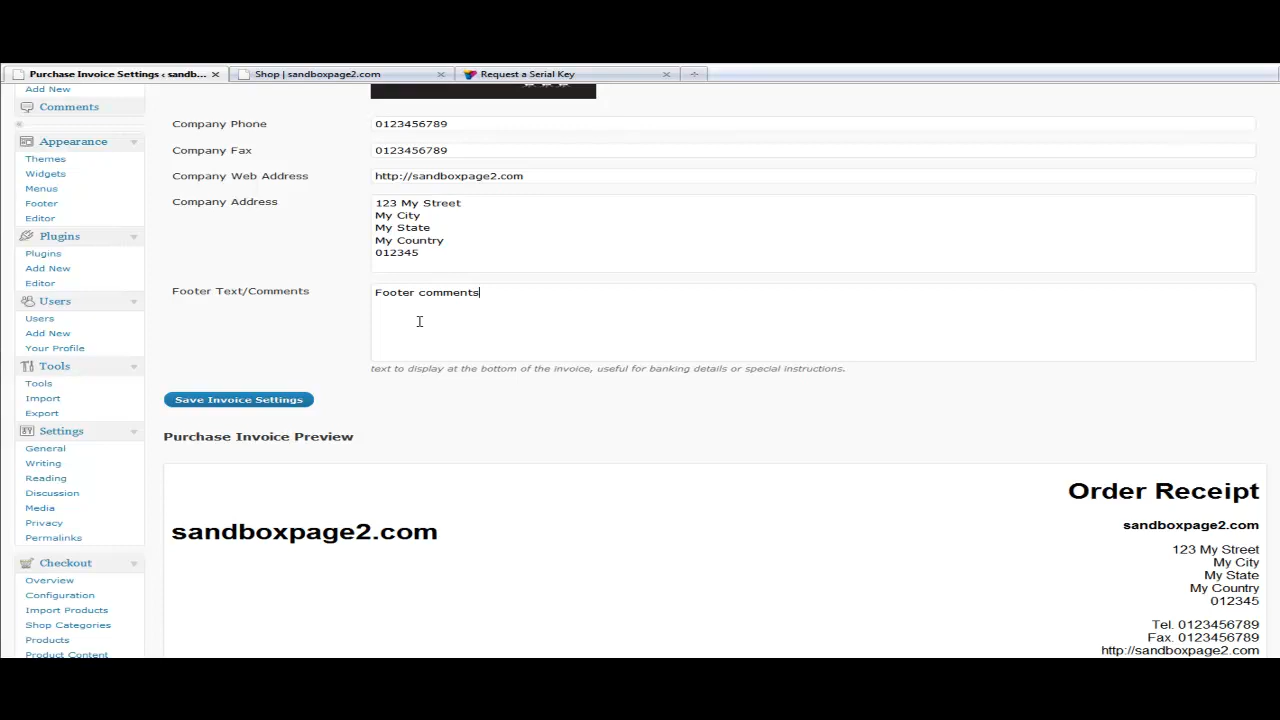 Purchase Invoice Settings ‹ sandb...
Shop | sandboxpage2.com
Request a Serial Key
Add New
Comments
Appearance
Themes
Widgets
Menus
Footer
Editor
Plugins
Plugins
Add New
Editor
Users
Users
Add New
Your Profile
Tools
Tools
Import
Export
Settings
General
Writing
Reading
Discussion
Media
Privacy
Permalinks
Checkout
Overview
Configuration
Import Products
Shop Categories
Products
Product Content
Company Phone 0123456789
Company Fax 0123456789
Company Web Address http://sandboxpage2.com
Company Address 123 My Street
My City
My State
My Country
012345
Footer Text/Comments Footer comments
text to display at the bottom of the invoice, useful for banking details or special instructions.
Save Invoice Settings
Purchase Invoice Preview
Order Receipt
sandboxpage2.com
sandboxpage2.com
123 My Street
My City
My State
My Country
012345
Tel. 0123456789
Fax. 0123456789
http://sandboxpage2.com